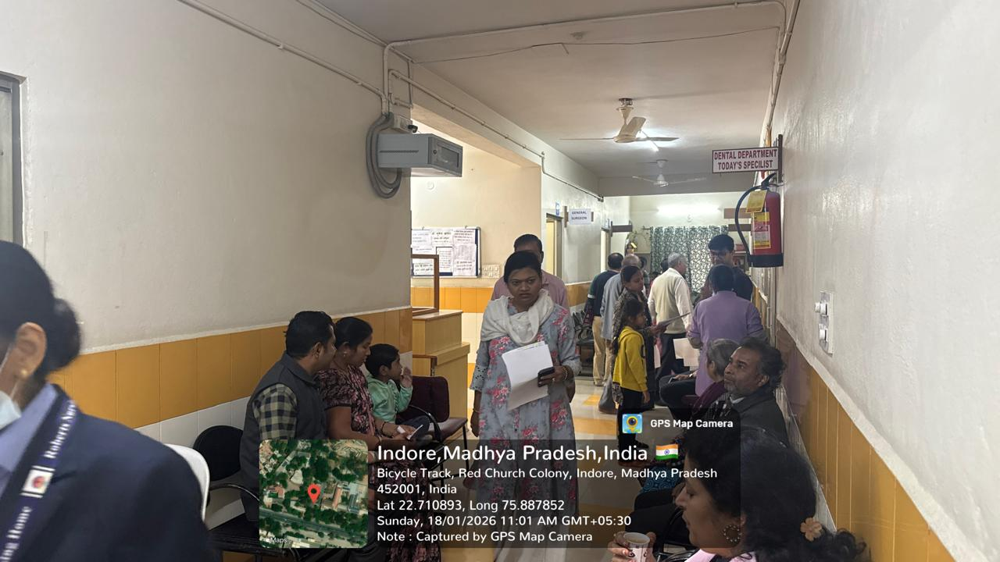 DENTAL DEPARTMENT
TODAY'S SPECILIST
GENERAL
SURGEON
GPS Map Camera
Indore,Madhya Pradesh,India
Bicycle Track, Red Church Colony, Indore, Madhya Pradesh
452001, India
Lat 22.710893, Long 75.887852
Sunday, 18/01/2026 11:01 AM GMT+05:30
Note : Captured by GPS Map Camera
Maps
Home